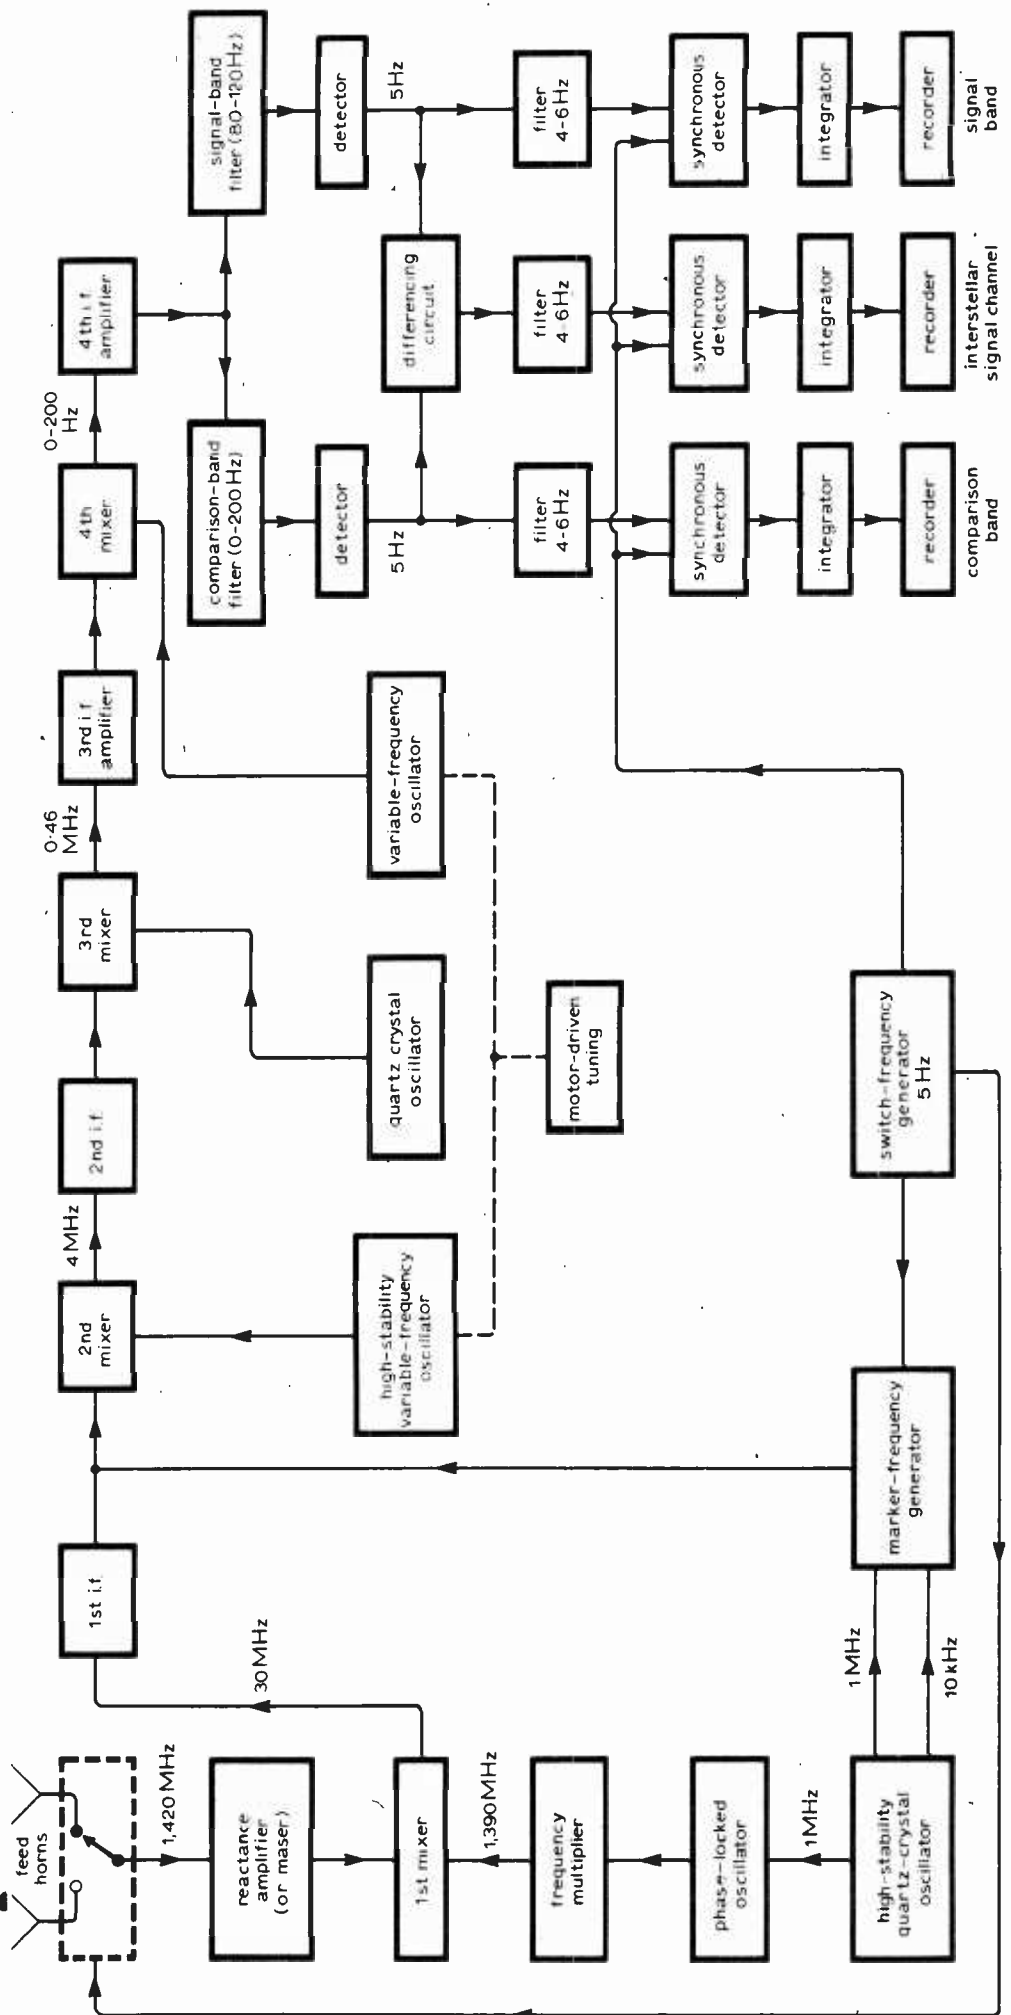 feed
horns
1,420 MHz
reactance
amplifier
(or maser)
1st mixer
30 MHz
1,390 MHz
frequency
multiplier
phase-locked
oscillator
1 MHz
high-stability
quartz-crystal
oscillator
1 MHz
10 kHz
marker-frequency
generator
switch-frequency
generator
5 Hz
1st i.f.
2nd
mixer
4 MHz
2nd i.f.
3rd
mixer
0·46
MHz
3rd i.f.
amplifier
4th
mixer
0-200
Hz
4th i.f.
amplifier
high-stability
variable-frequency
oscillator
quartz crystal
oscillator
variable-frequency
oscillator
motor-driven
tuning
comparison-band
filter (0-200 Hz)
signal-band
filter (80-120 Hz)
detector
detector
5 Hz
5 Hz
differencing
circuit
filter
4-6 Hz
filter
4-6 Hz
filter
4-6 Hz
synchronous
detector
synchronous
detector
synchronous
detector
integrator
integrator
integrator
recorder
recorder
recorder
comparison
band
interstellar
signal channel
signal
band